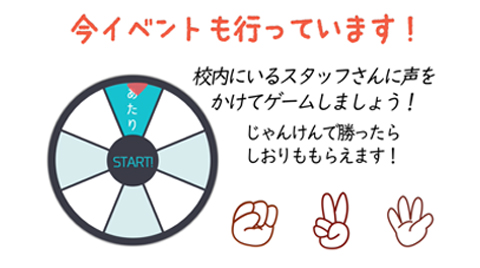 今イベントも行っています！
校内にいるスタッフさんに声を
かけてゲームしましょう！
じゃんけんで勝ったら
しおりももらえます！
あたり
START!